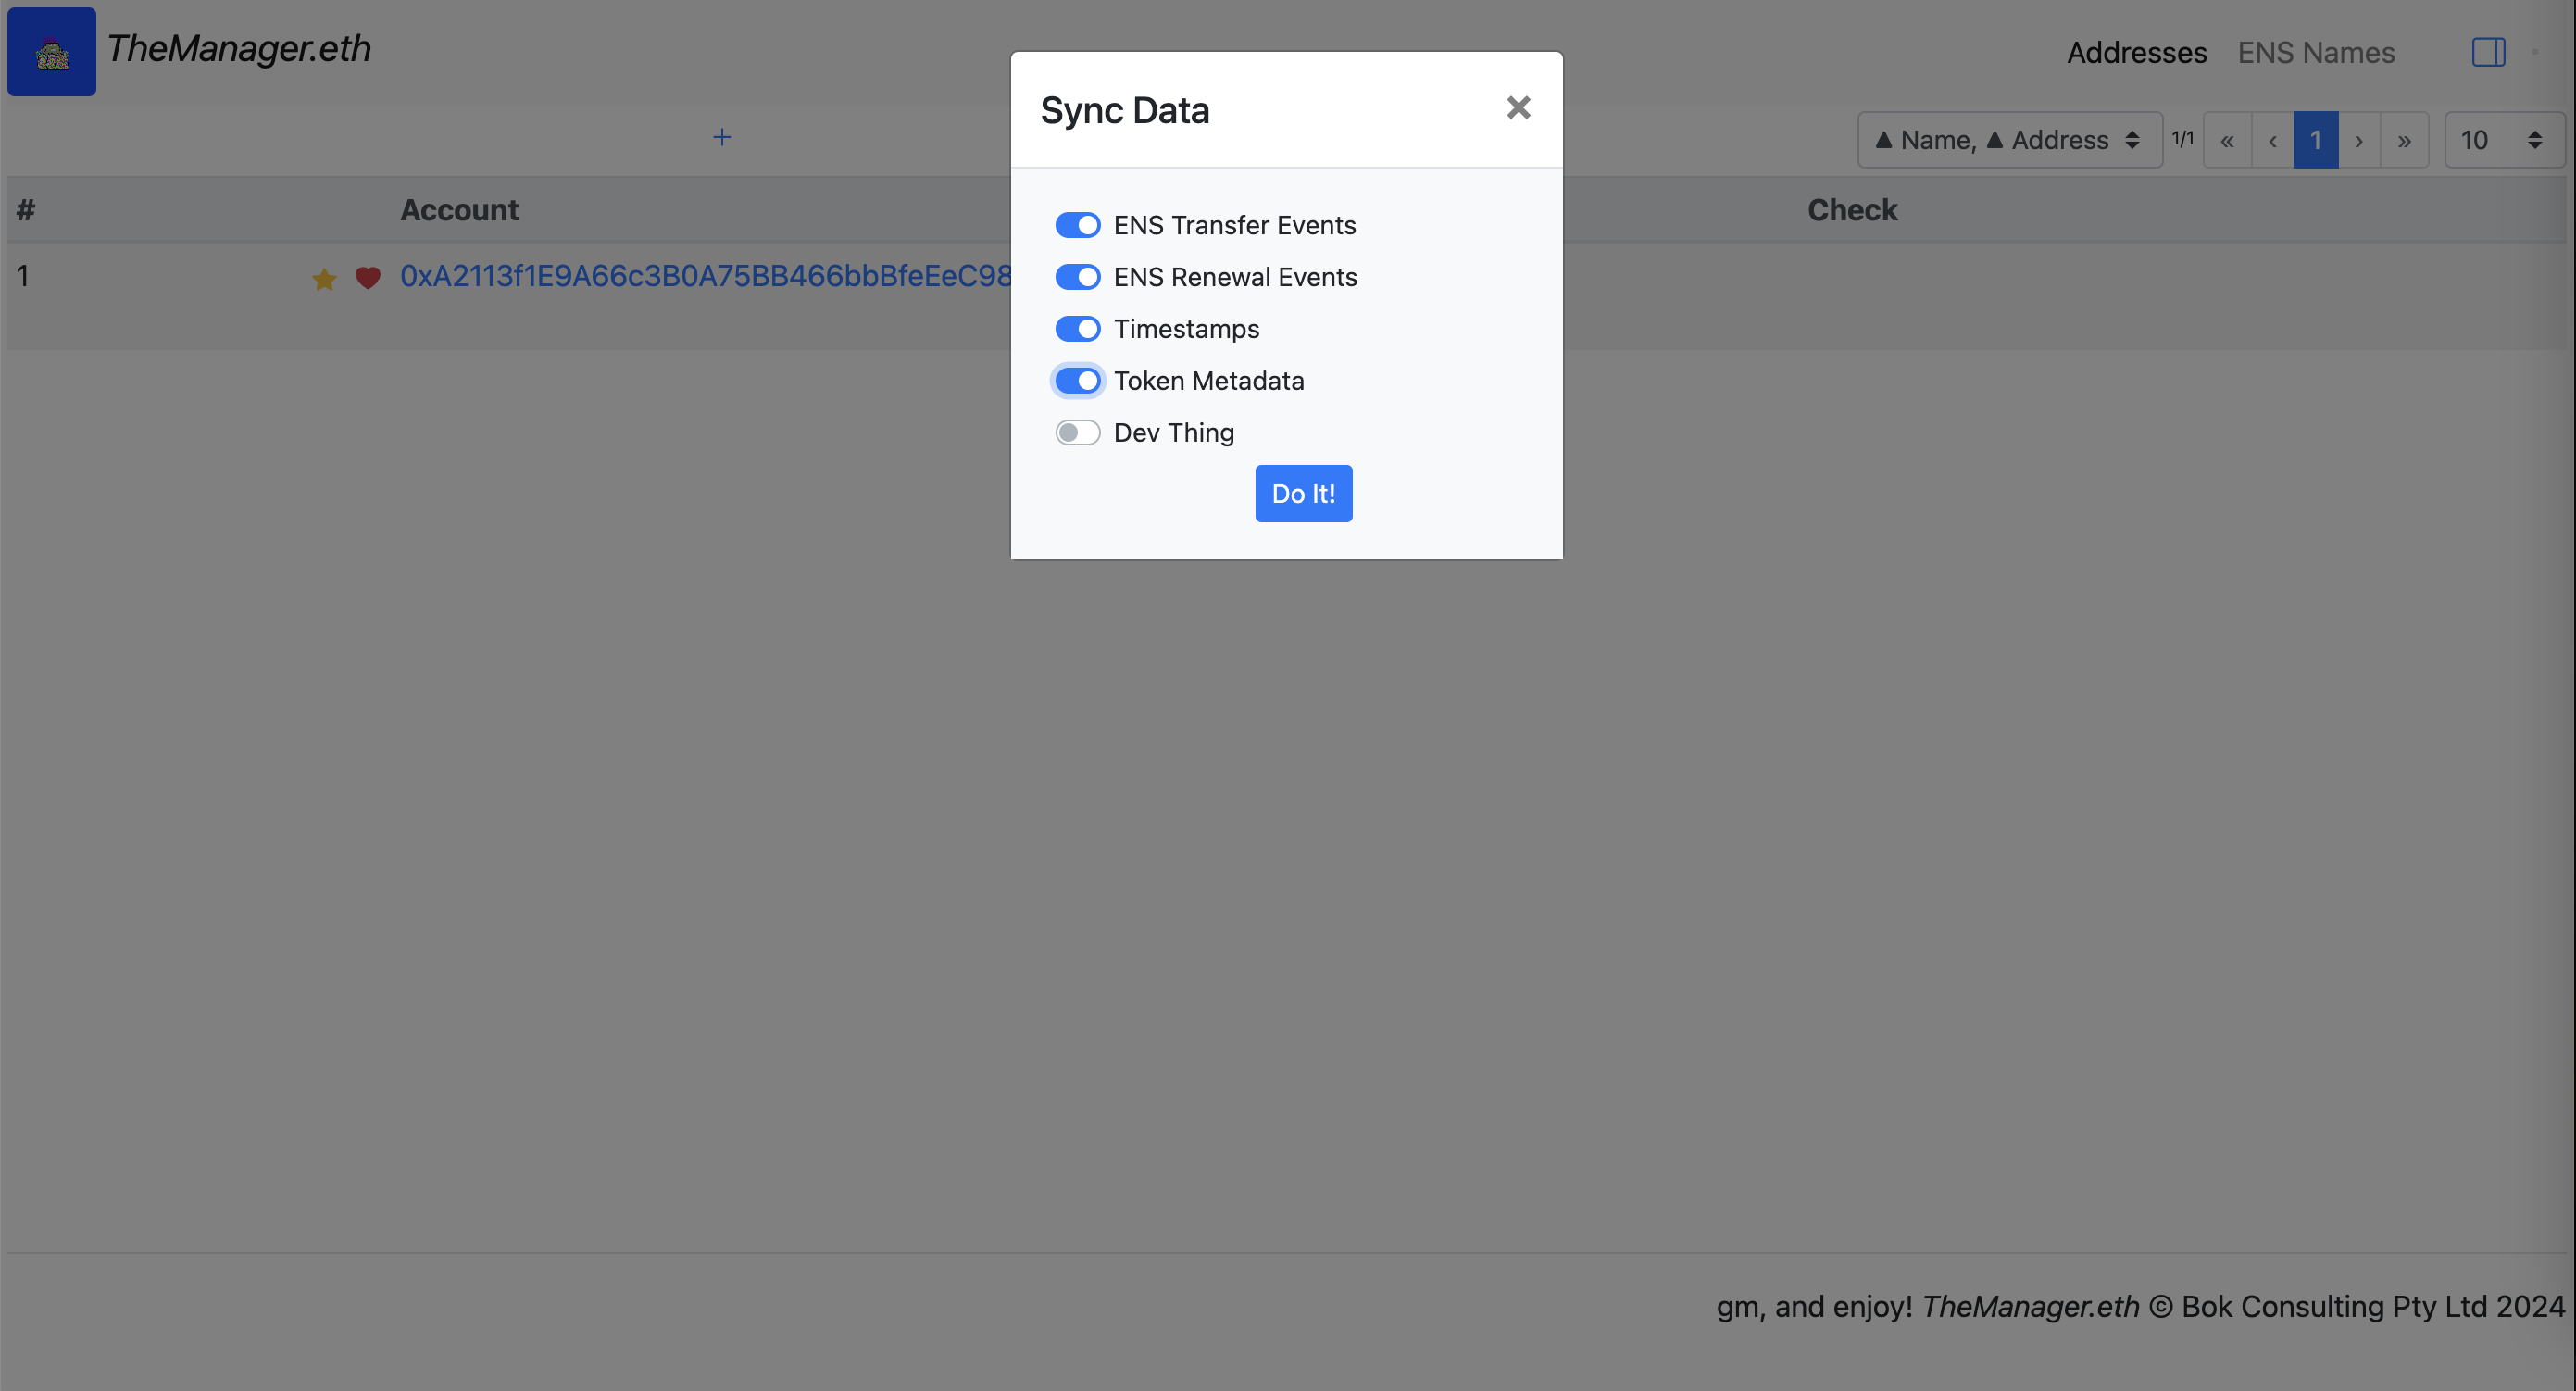 TheManager.eth
Addresses ENS Names
Sync Data ×
+
▲ Name, ▲ Address 1/1 « ‹ 1 › » 10
# Account Check
1 0xA2113f1E9A66c3B0A75BB466bbBfeEeC98
ENS Transfer Events
ENS Renewal Events
Timestamps
Token Metadata
Dev Thing
Do It!
gm, and enjoy! TheManager.eth © Bok Consulting Pty Ltd 2024